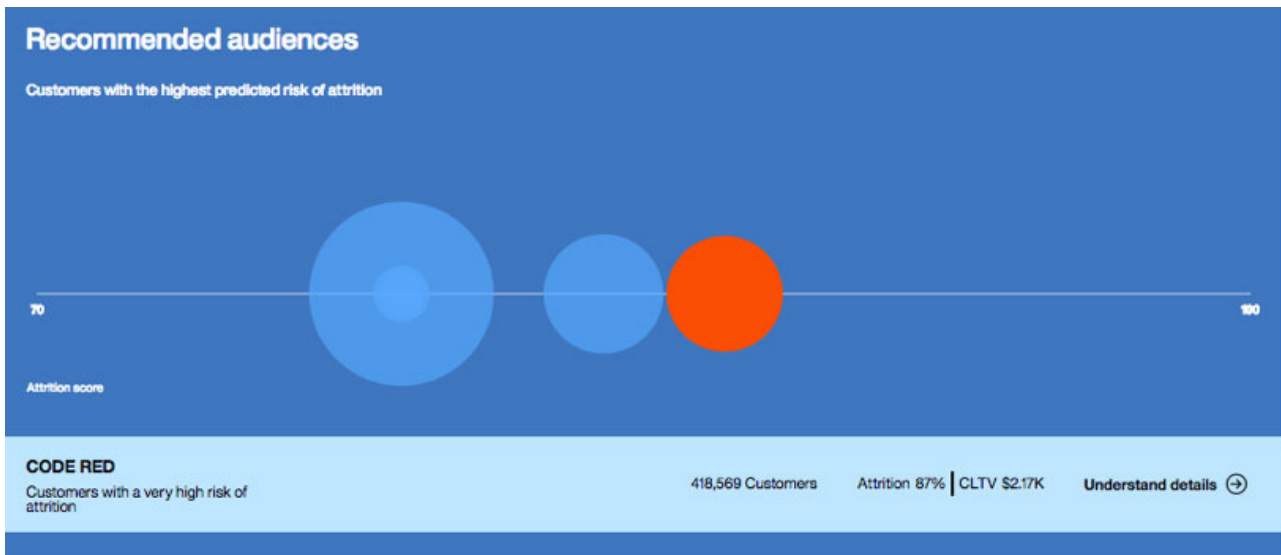 Recommended audiences
Customers with the highest predicted risk of attrition
70
100
Attrition score
CODE RED
Customers with a very high risk of
attrition
418,569 Customers
Attrition 87% | CLTV $2.17K
Understand details